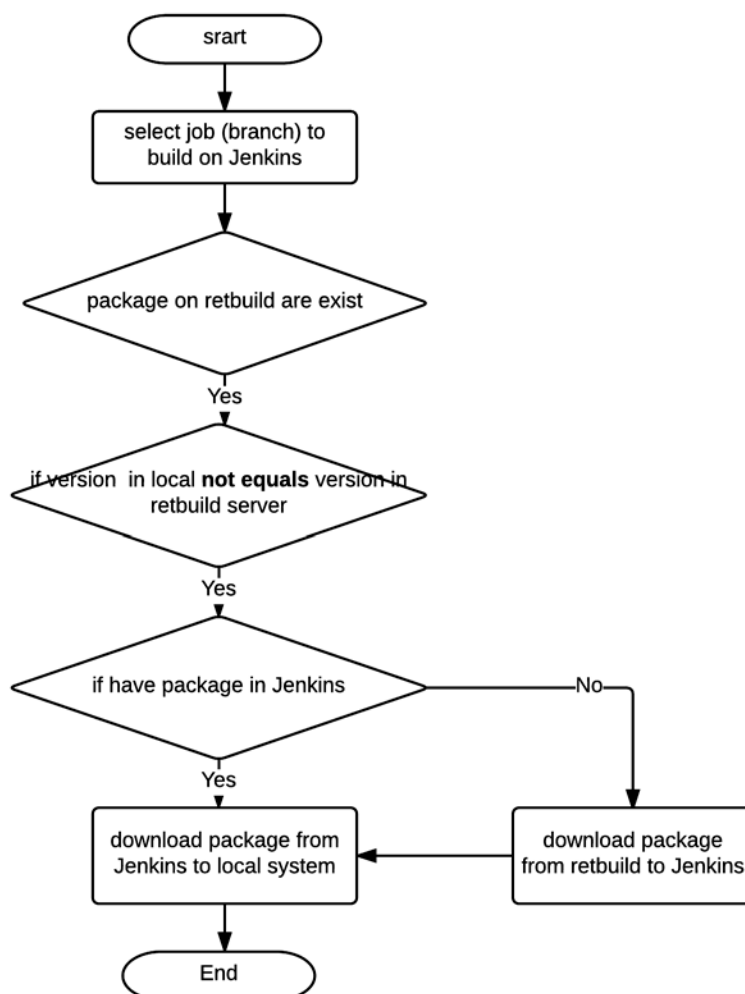 srart
select job (branch) to
build on Jenkins
package on retbuild are exist
Yes
if version in local not equals version in
retbuild server
Yes
if have package in Jenkins
No
Yes
download package from
Jenkins to local system
download package
from retbuild to Jenkins
End